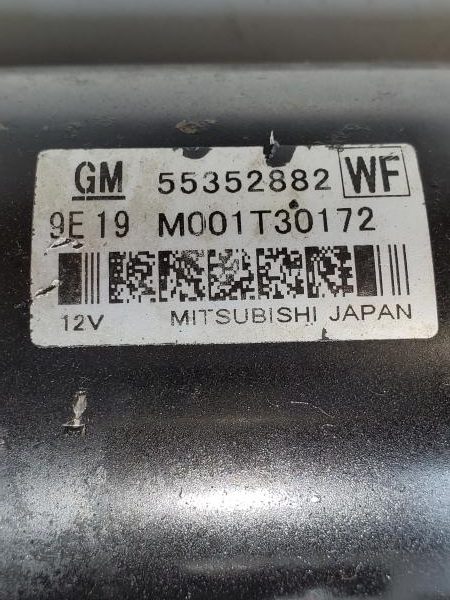 GM 55352882 WF
9E19 M001T30172
12V MITSUBISHI JAPAN